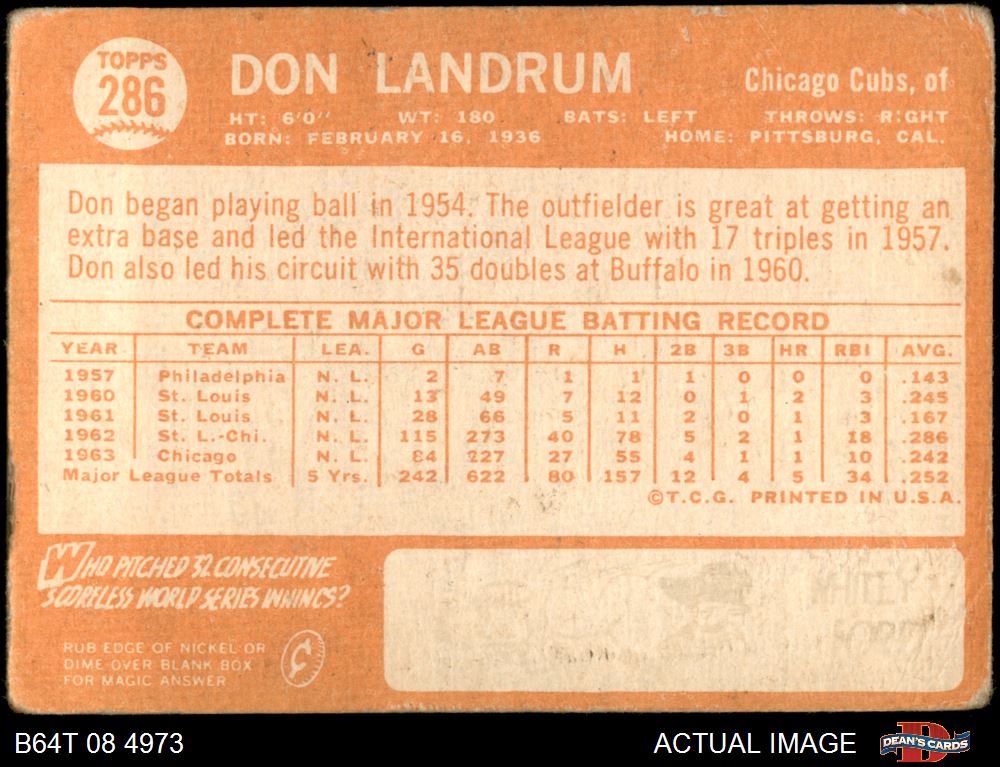 TOPPS
286
DON LANDRUM
Chicago Cubs, of
HT: 6'0" WT: 180 BATS: LEFT THROWS: RIGHT
BORN: FEBRUARY 16, 1936 HOME: PITTSBURG, CAL.
Don began playing ball in 1954. The outfielder is great at getting an
extra base and led the International League with 17 triples in 1957.
Don also led his circuit with 35 doubles at Buffalo in 1960.
COMPLETE MAJOR LEAGUE BATTING RECORD
YEAR TEAM LEA. G AB R H 2B 3B HR RBI AVG.
1957 Philadelphia N. L. 2 7 1 1 1 0 0 0 .143
1960 St. Louis N. L. 13 49 7 12 0 1 2 3 .245
1961 St. Louis N. L. 28 66 5 11 2 0 1 3 .167
1962 St. L.-Chi. N. L. 115 273 40 78 5 2 1 18 .286
1963 Chicago N. L. 84 227 27 55 4 1 1 10 .242
Major League Totals 5 Yrs. 242 622 80 157 12 4 5 34 .252
©T.C.G. PRINTED IN U.S.A.
WHO PITCHED 32 CONSECUTIVE
SCORELESS WORLD SERIES INNINGS?
RUB EDGE OF NICKEL OR
DIME OVER BLANK BOX
FOR MAGIC ANSWER
WHITEY
FORD
B64T 08 4973
ACTUAL IMAGE
D
DEAN'S CARDS